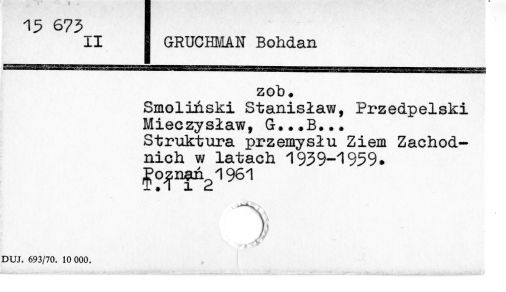 15 673
II
GRUCHMAN Bohdan
zob.
Smoliński Stanisław, Przedpelski
Mieczysław, G...B...
Struktura przemysłu Ziem Zachod-
nich w latach 1939-1959.
Poznań 1961
T.1 i 2
DUJ. 693/70. 10 000.